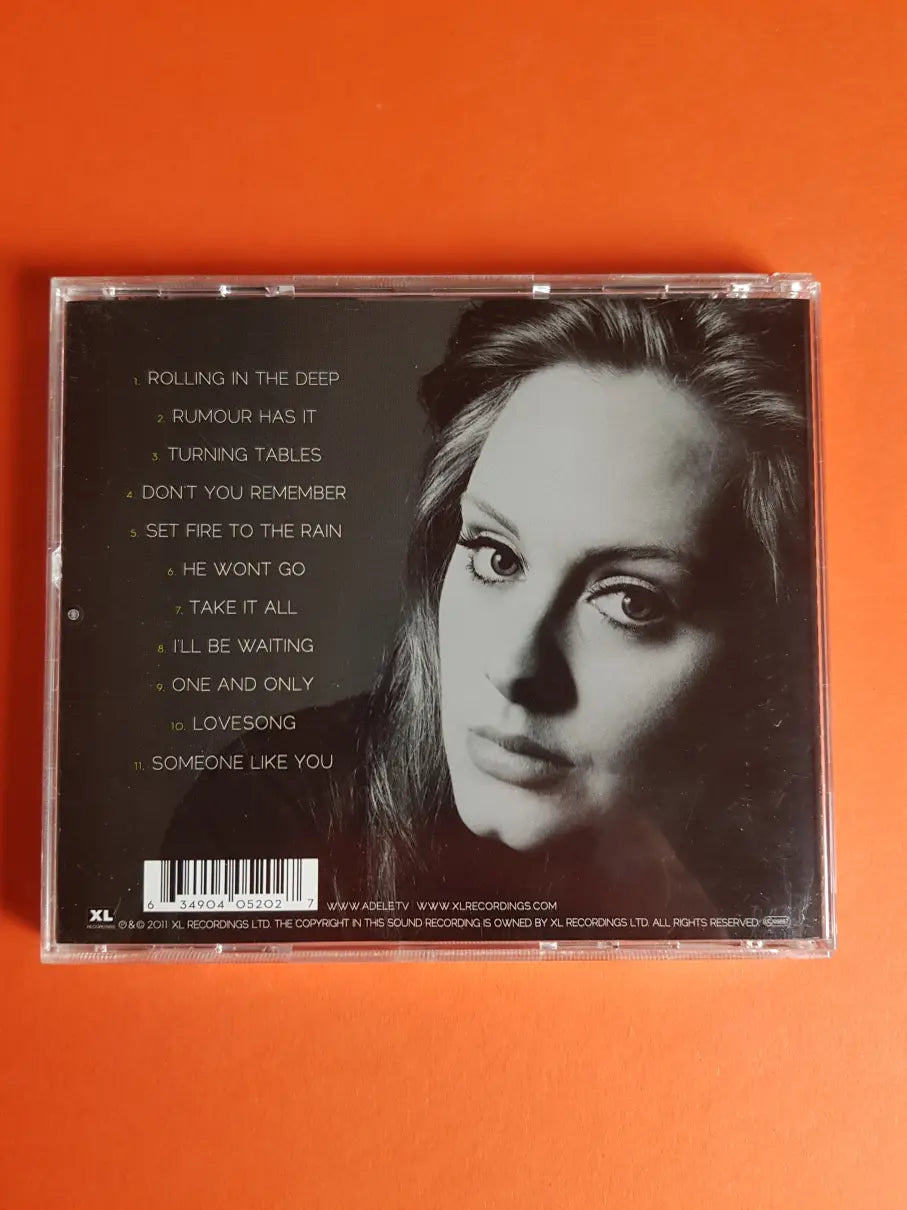 1. ROLLING IN THE DEEP
2. RUMOUR HAS IT
3. TURNING TABLES
4. DON'T YOU REMEMBER
5. SET FIRE TO THE RAIN
6. HE WONT GO
7. TAKE IT ALL
8. I'LL BE WAITING
9. ONE AND ONLY
10. LOVESONG
11. SOMEONE LIKE YOU
6 34904 05202 7
WWW.ADELE.TV WWW.XLRECORDINGS.COM
XL
RECORDINGS
℗&© 2011 XL RECORDINGS LTD. THE COPYRIGHT IN THIS SOUND RECORDING IS OWNED BY XL RECORDINGS LTD. ALL RIGHTS RESERVED.